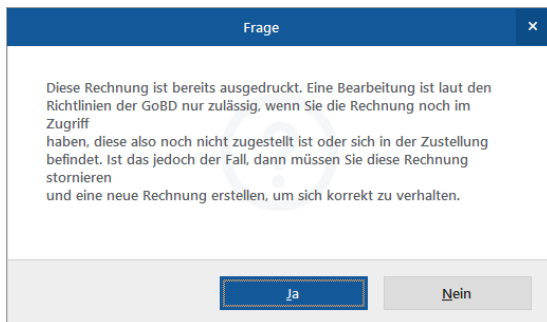 Frage
×
Diese Rechnung ist bereits ausgedruckt. Eine Bearbeitung ist laut den
Richtlinien der GoBD nur zulässig, wenn Sie die Rechnung noch im
Zugriff
haben, diese also noch nicht zugestellt ist oder sich in der Zustellung
befindet. Ist das jedoch der Fall, dann müssen Sie diese Rechnung
stornieren
und eine neue Rechnung erstellen, um sich korrekt zu verhalten.
Ja
Nein